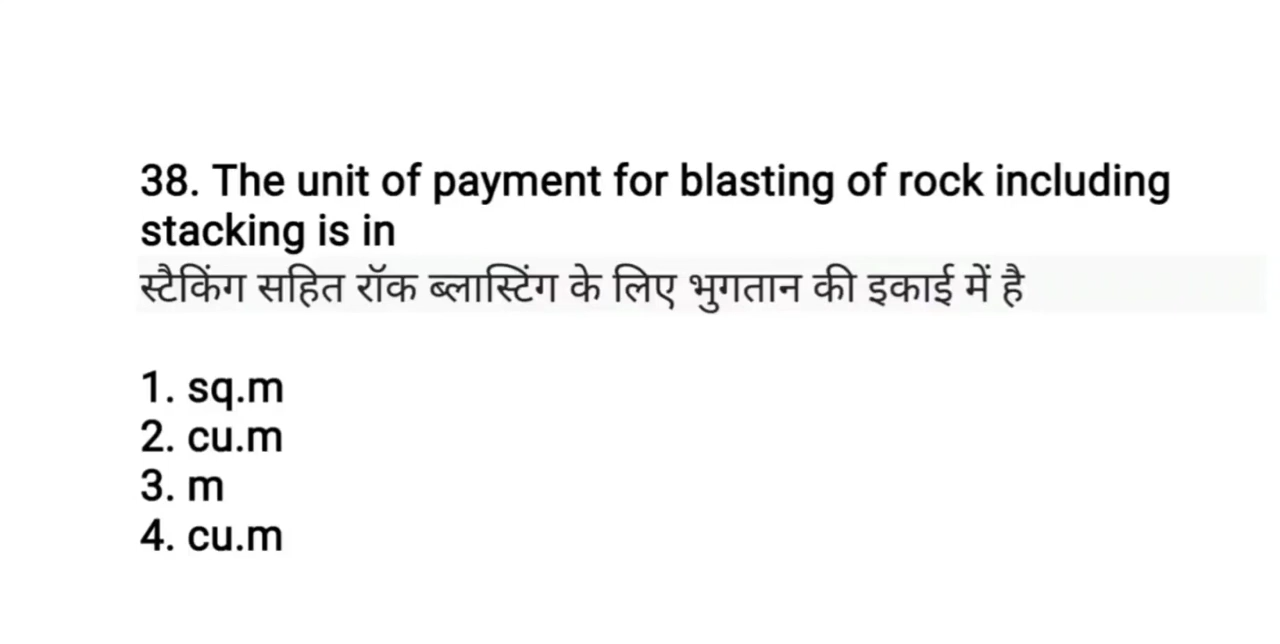 38. The unit of payment for blasting of rock including
stacking is in
स्टैकिंग सहित रॉक ब्लास्टिंग के लिए भुगतान की इकाई में है
1. sq.m
2. cu.m
3. m
4. cu.m